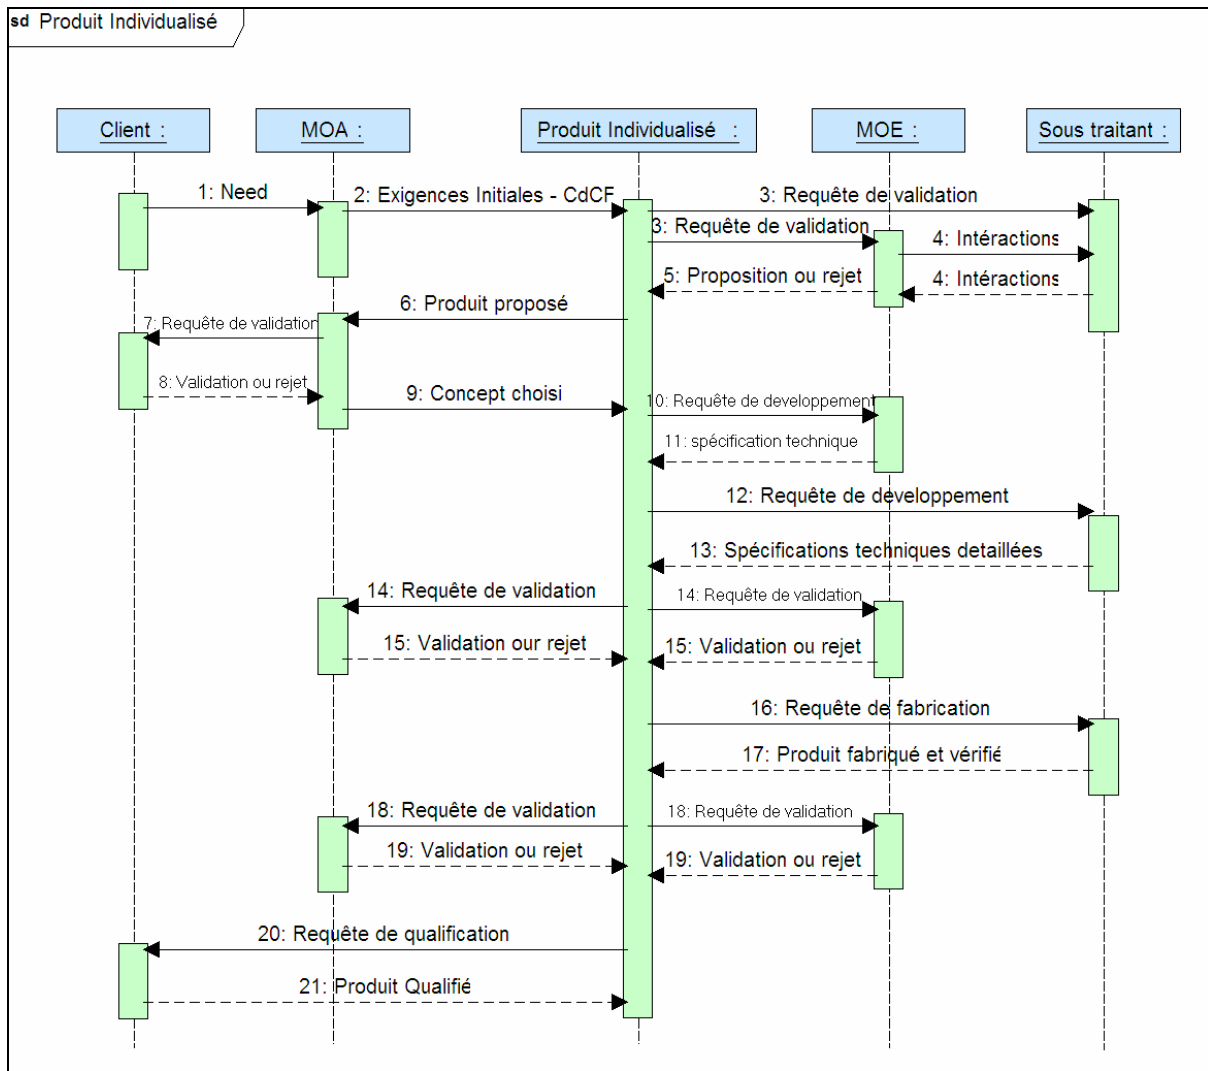 sd Produit Individualisé
Client :
MOA :
Produit Individualisé :
MOE :
Sous traitant :
1: Need
2: Exigences Initiales - CdCF
3: Requête de validation
3: Requête de validation
4: Intéractions
5: Proposition ou rejet
4: Intéractions
6: Produit proposé
7: Requête de validation
8: Validation ou rejet
9: Concept choisi
10: Requête de developpement
11: spécification technique
12: Requête de developpement
13: Spécifications techniques detaillées
14: Requête de validation
14: Requête de validation
15: Validation our rejet
15: Validation ou rejet
16: Requête de fabrication
17: Produit fabriqué et vérifié
18: Requête de validation
18: Requête de validation
19: Validation ou rejet
19: Validation ou rejet
20: Requête de qualification
21: Produit Qualifié